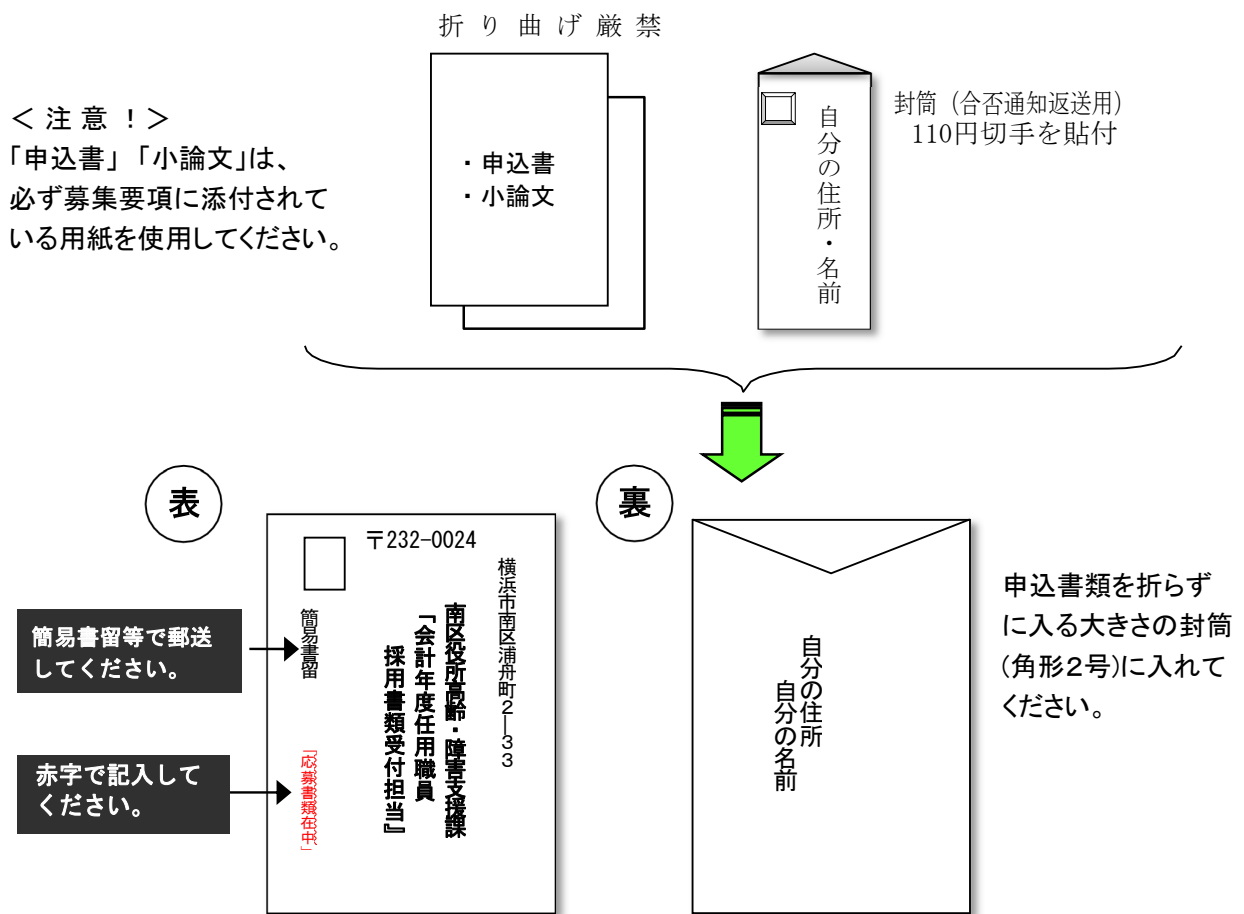 折り曲げ厳禁
＜注意！＞
「申込書」「小論文」は、
必ず募集要項に添付されて
いる用紙を使用してください。
・申込書
・小論文
自分の住所・名前
封筒（合否通知返送用）
110円切手を貼付
表
〒232-0024
横浜市南区浦舟町2―33
南区役所高齢・障害支援課
「会計年度任用職員
採用書類受付担当』
簡易書留
「応募書類在中」
簡易書留等で郵送
してください。
赤字で記入して
ください。
裏
自分の住所
自分の名前
申込書類を折らず
に入る大きさの封筒
(角形２号)に入れて
ください。